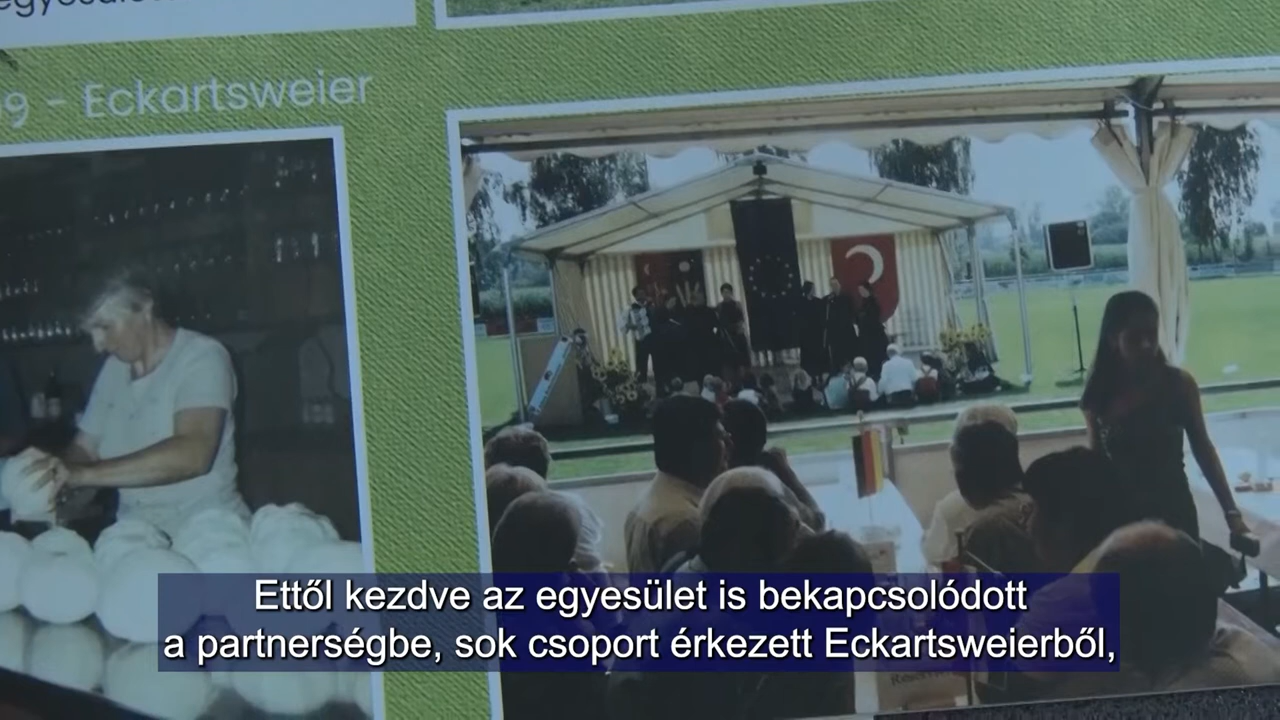 9 - Eckartsweier
Ettől kezdve az egyesület is bekapcsolódott
a partnerségbe, sok csoport érkezett Eckartsweierből,